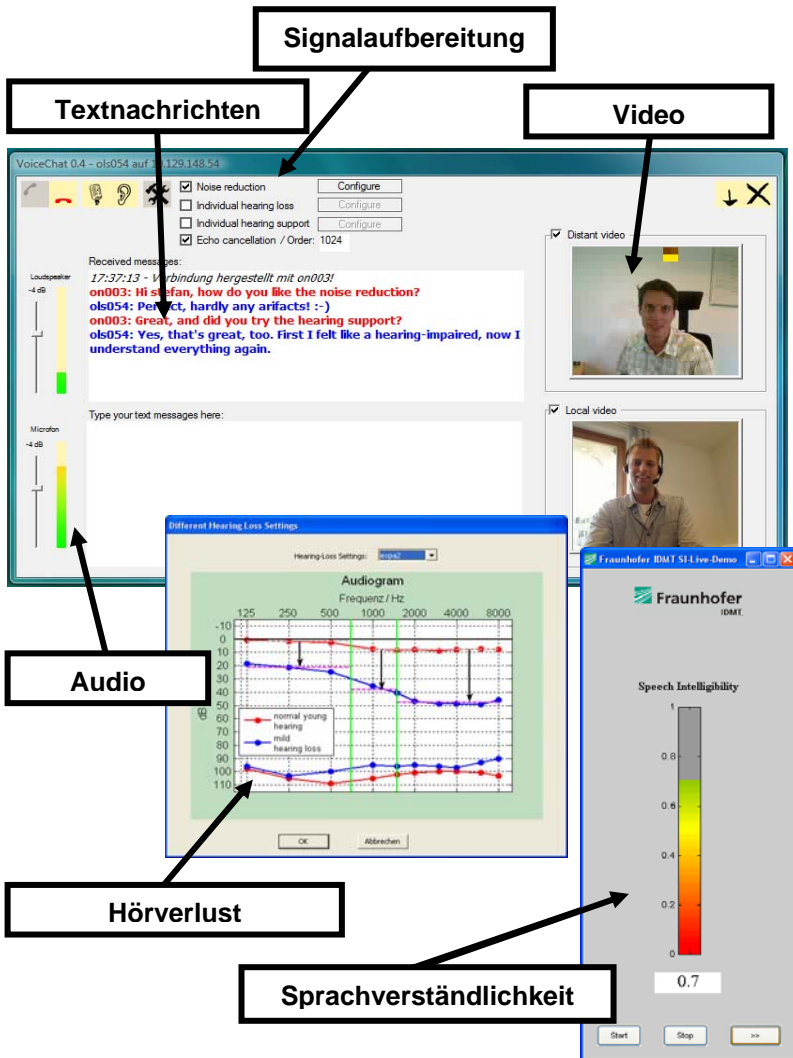 Signalaufbereitung
Textnachrichten
Video
VoiceChat 0.4 - ols054 auf 10.129.148.54
Noise reduction
Configure
Individual hearing loss
Configure
Individual hearing support
Configure
Echo cancellation / Order: 1024
Distant video
Received messages:
Loudspeaker
-4 dB
17:37:13 - Verbindung hergestellt mit on003!
on003: Hi stefan, how do you like the noise reduction?
ols054: Perfect, hardly any arifacts! :-)
on003: Great, and did you try the hearing support?
ols054: Yes, that's great, too. First I felt like a hearing-impaired, now I
understand everything again.
Type your text messages here:
Microfon
-4 dB
Local video
Different Hearing Loss Settings
Hearing-Loss Settings:
Audiogram
Frequenz / Hz
125 250 500 1000 2000 4000 8000
-10
0
10
20
30
40
50
60
70
80
90
100
110
dB
normal young
hearing
mild
hearing loss
OK
Abbrechen
Fraunhofer IDMT SI-Live-Demo
Fraunhofer
IDMT
Speech Intelligibility
1
0.8
0.6
0.4
0.2
0
0.7
Start
Stop
>>
Audio
Hörverlust
Sprachverständlichkeit